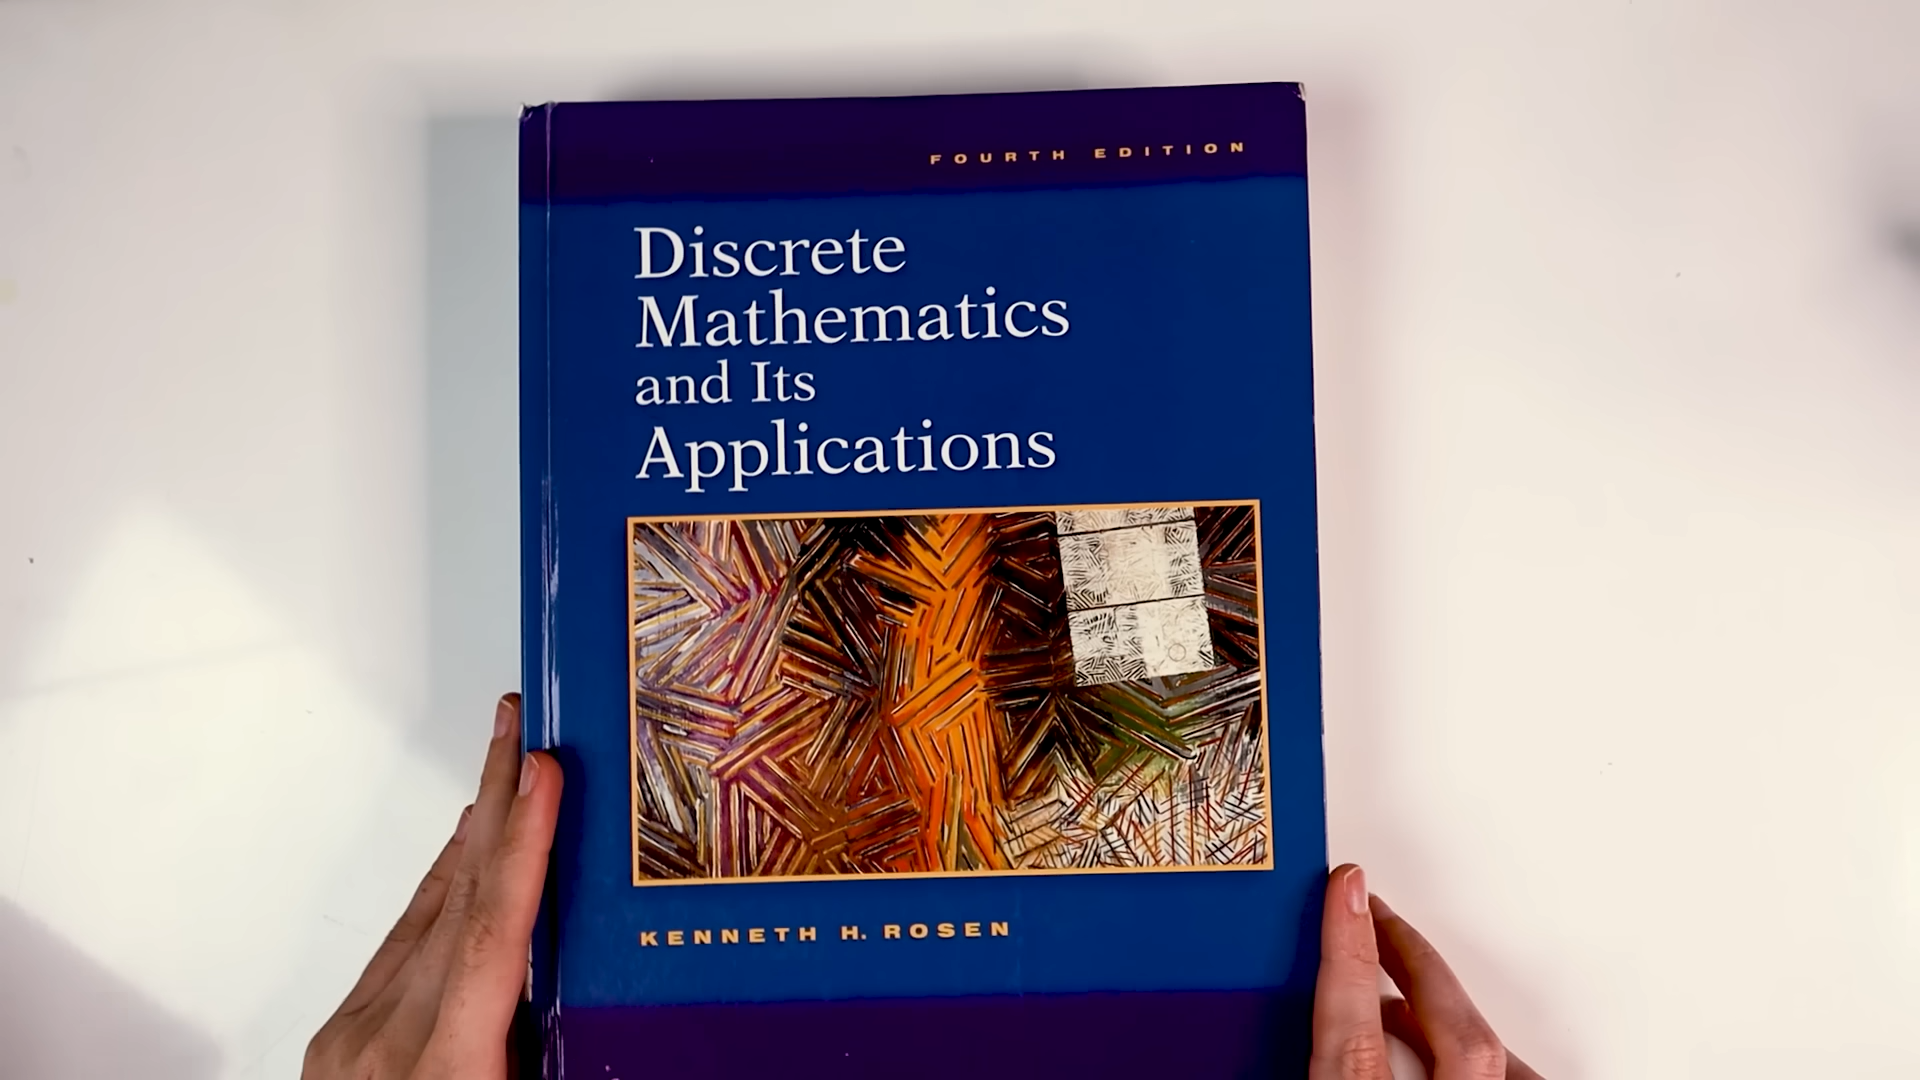 FOURTH EDITION
Discrete
Mathematics
and Its
Applications
KENNETH H. ROSEN